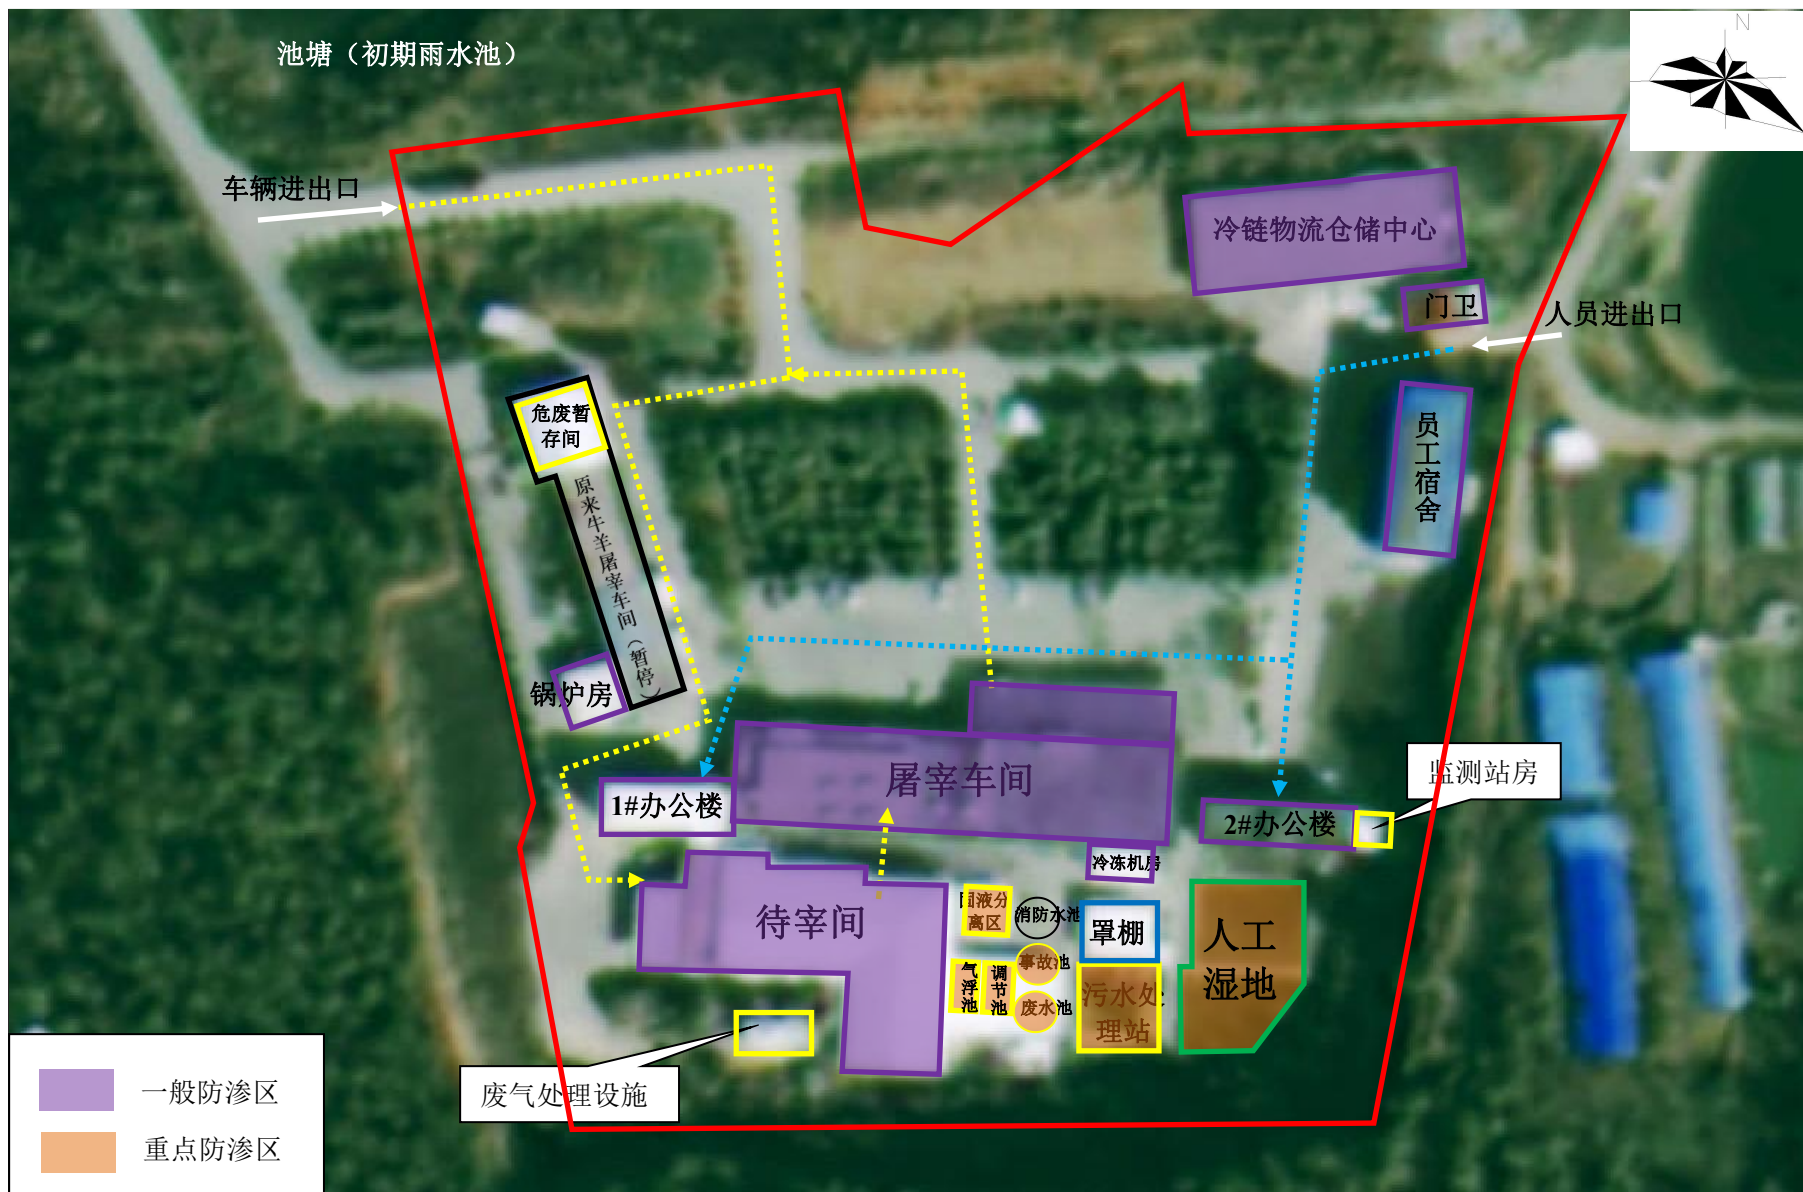 池塘（初期雨水池）
N
车辆进出口
冷链物流仓储中心
门卫
人员进出口
危废暂
存间
员工宿舍
原来牛羊屠宰车间（暂停）
锅炉房
屠宰车间
监测站房
1#办公楼
2#办公楼
冷冻机房
待宰间
固液分
离区
消防水池
罩棚
人工
湿地
事故池
气浮池
调节池
废水池
污水处
理站
废气处理设施
一般防渗区
重点防渗区